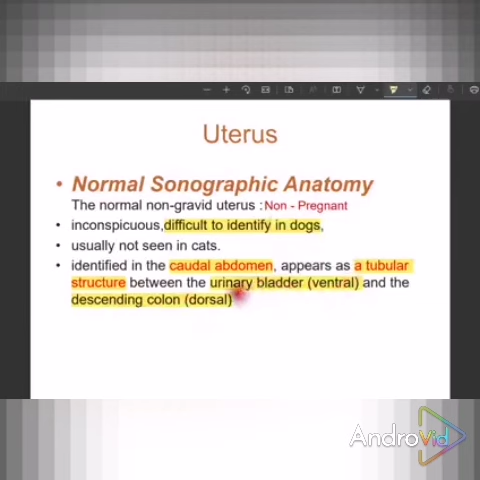 Uterus
• Normal Sonographic Anatomy
The normal non-gravid uterus : Non - Pregnant
• inconspicuous,difficult to identify in dogs,
• usually not seen in cats.
• identified in the caudal abdomen, appears as a tubular
structure between the urinary bladder (ventral) and the
descending colon (dorsal)
AndroVid